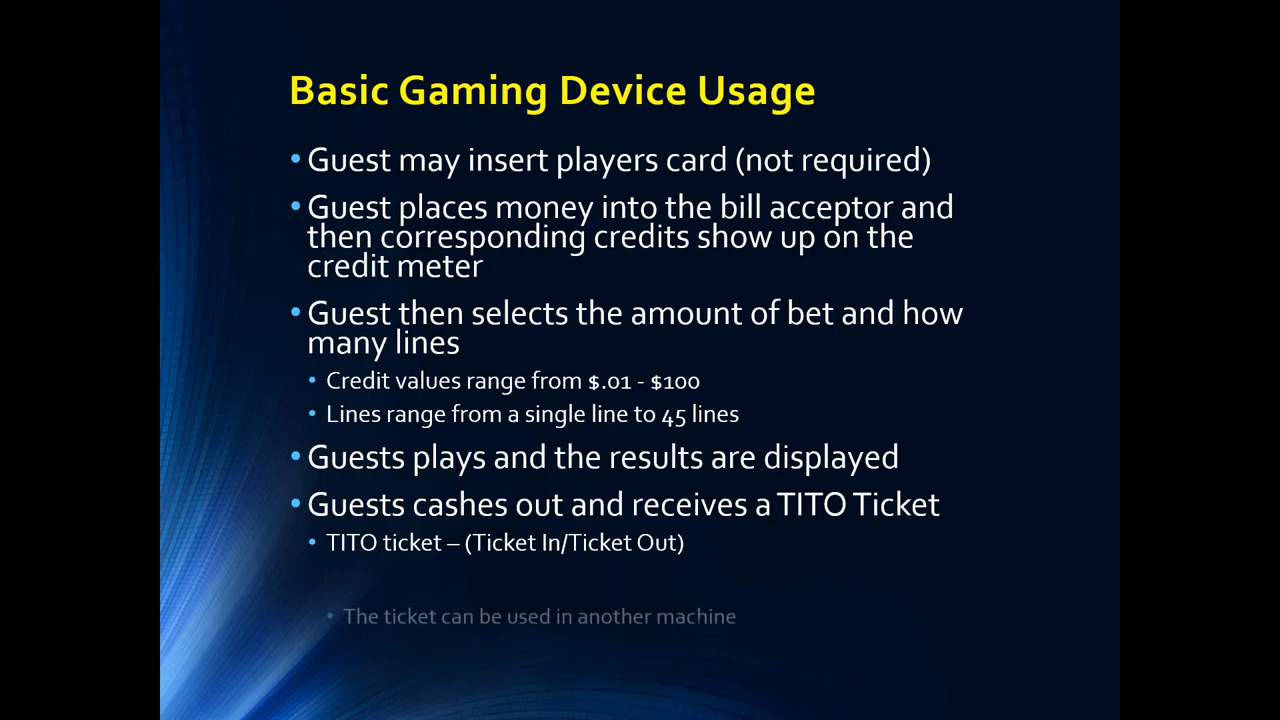 Basic Gaming Device Usage
• Guest may insert players card (not required)
• Guest places money into the bill acceptor and
then corresponding credits show up on the
credit meter
• Guest then selects the amount of bet and how
many lines
• Credit values range from $.01 - $100
• Lines range from a single line to 45 lines
• Guests plays and the results are displayed
• Guests cashes out and receives a TITO Ticket
• TITO ticket – (Ticket In/Ticket Out)
• The ticket can be used in another machine